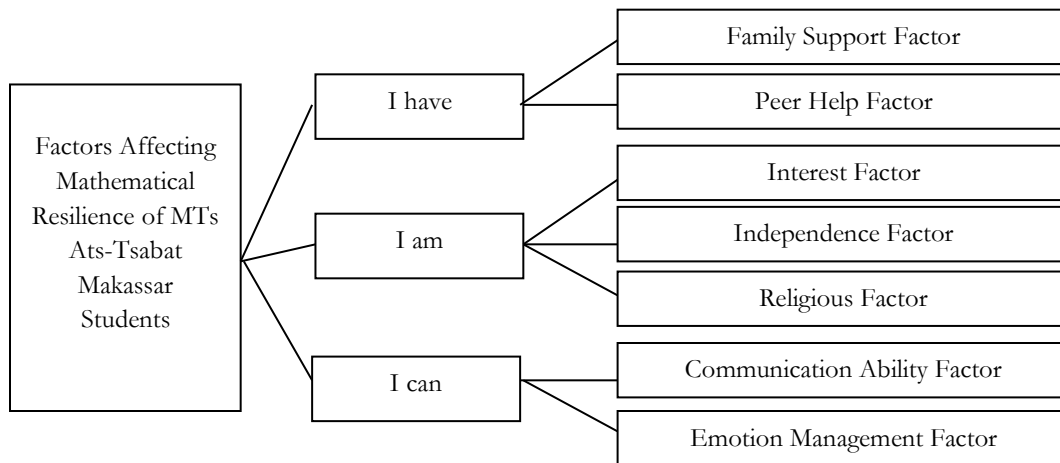 Factors Affecting
Mathematical
Resilience of MTs
Ats-Tsabat
Makassar
Students
I have
Family Support Factor
Peer Help Factor
I am
Interest Factor
Independence Factor
Religious Factor
I can
Communication Ability Factor
Emotion Management Factor